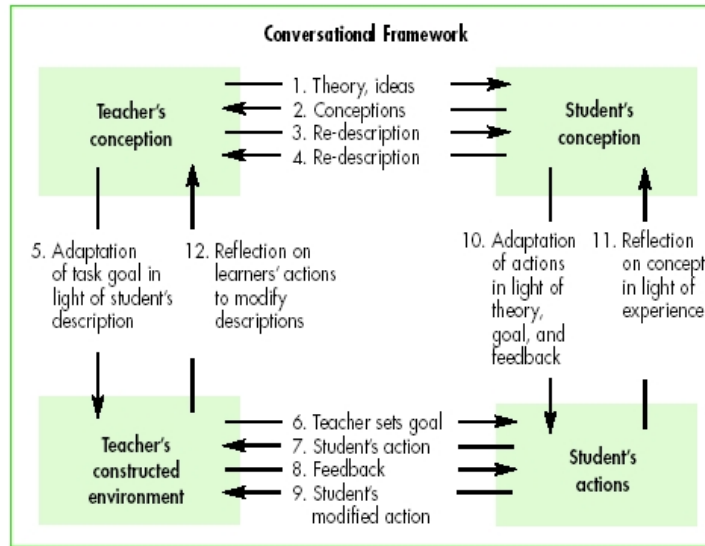 Conversational Framework
Teacher's
conception
1. Theory, ideas
2. Conceptions
3. Re-description
4. Re-description
Student's
conception
5. Adaptation
of task goal in
light of student's
description
12. Reflection on
learners' actions
to modify
descriptions
10. Adaptation
of actions
in light of
theory,
goal, and
feedback
11. Reflection
on concept
in light of
experience
Teacher's
constructed
environment
6. Teacher sets goal
7. Student's action
8. Feedback
9. Student's
modified action
Student's
actions